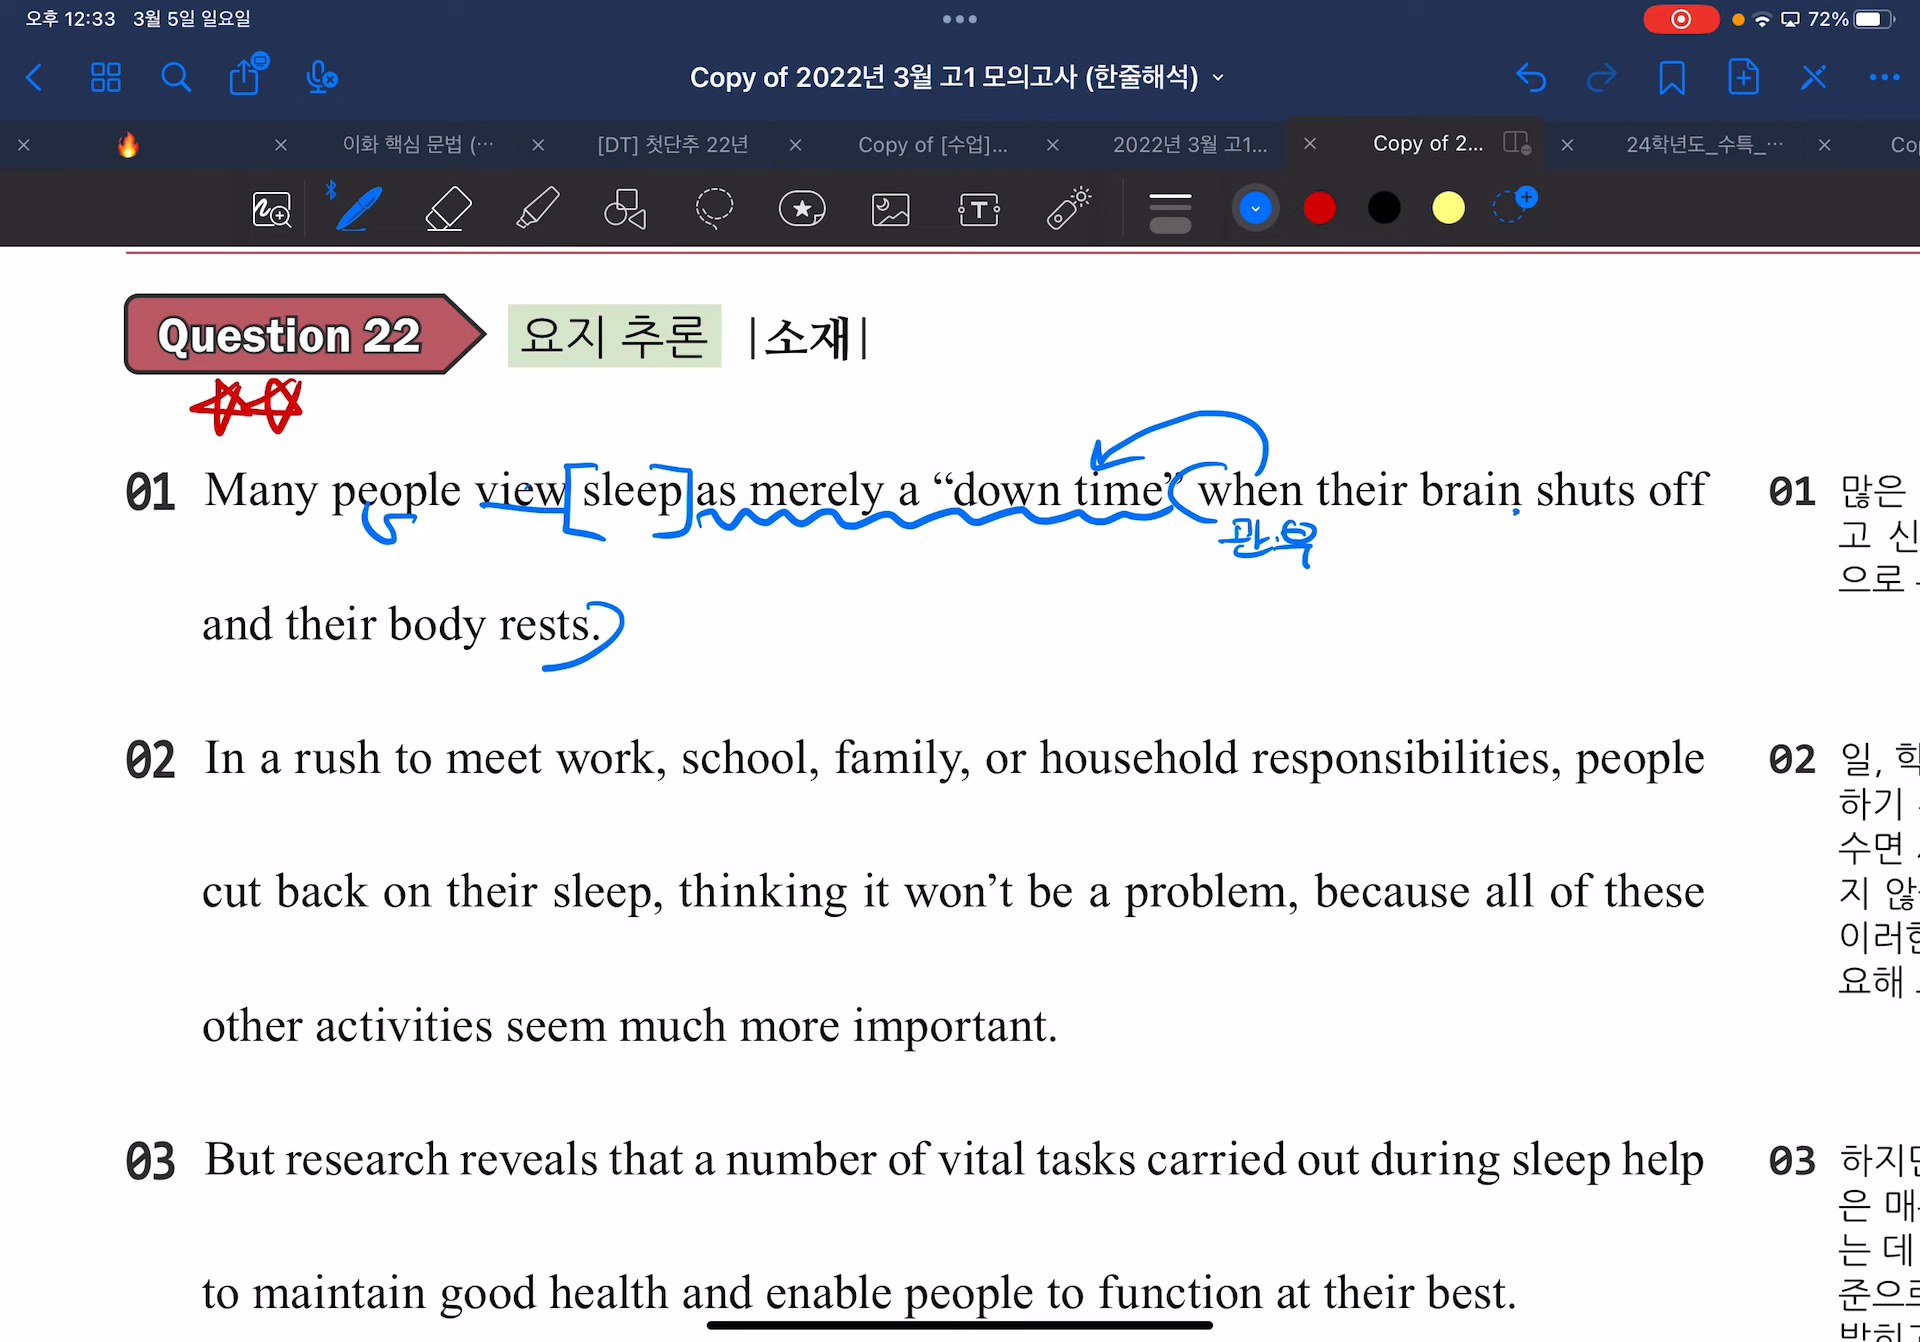 오후 12:33 3월 5일 일요일
72%
Copy of 2022년 3월 고1 모의고사 (한줄해석)
이화 핵심 문법 (…
[DT] 첫단추 22년
Copy of [수업]...
2022년 3월 고1...
Copy of 2...
24학년도_수특_…
Question 22 요지 추론 |소재|
01 Many people view sleep as merely a “down time” when their brain shuts off
관.부
and their body rests.
02 In a rush to meet work, school, family, or household responsibilities, people
cut back on their sleep, thinking it won’t be a problem, because all of these
other activities seem much more important.
03 But research reveals that a number of vital tasks carried out during sleep help
to maintain good health and enable people to function at their best.
01 많은
고
으로
02 일,
하기
수면
지
요해
03
은
는 데